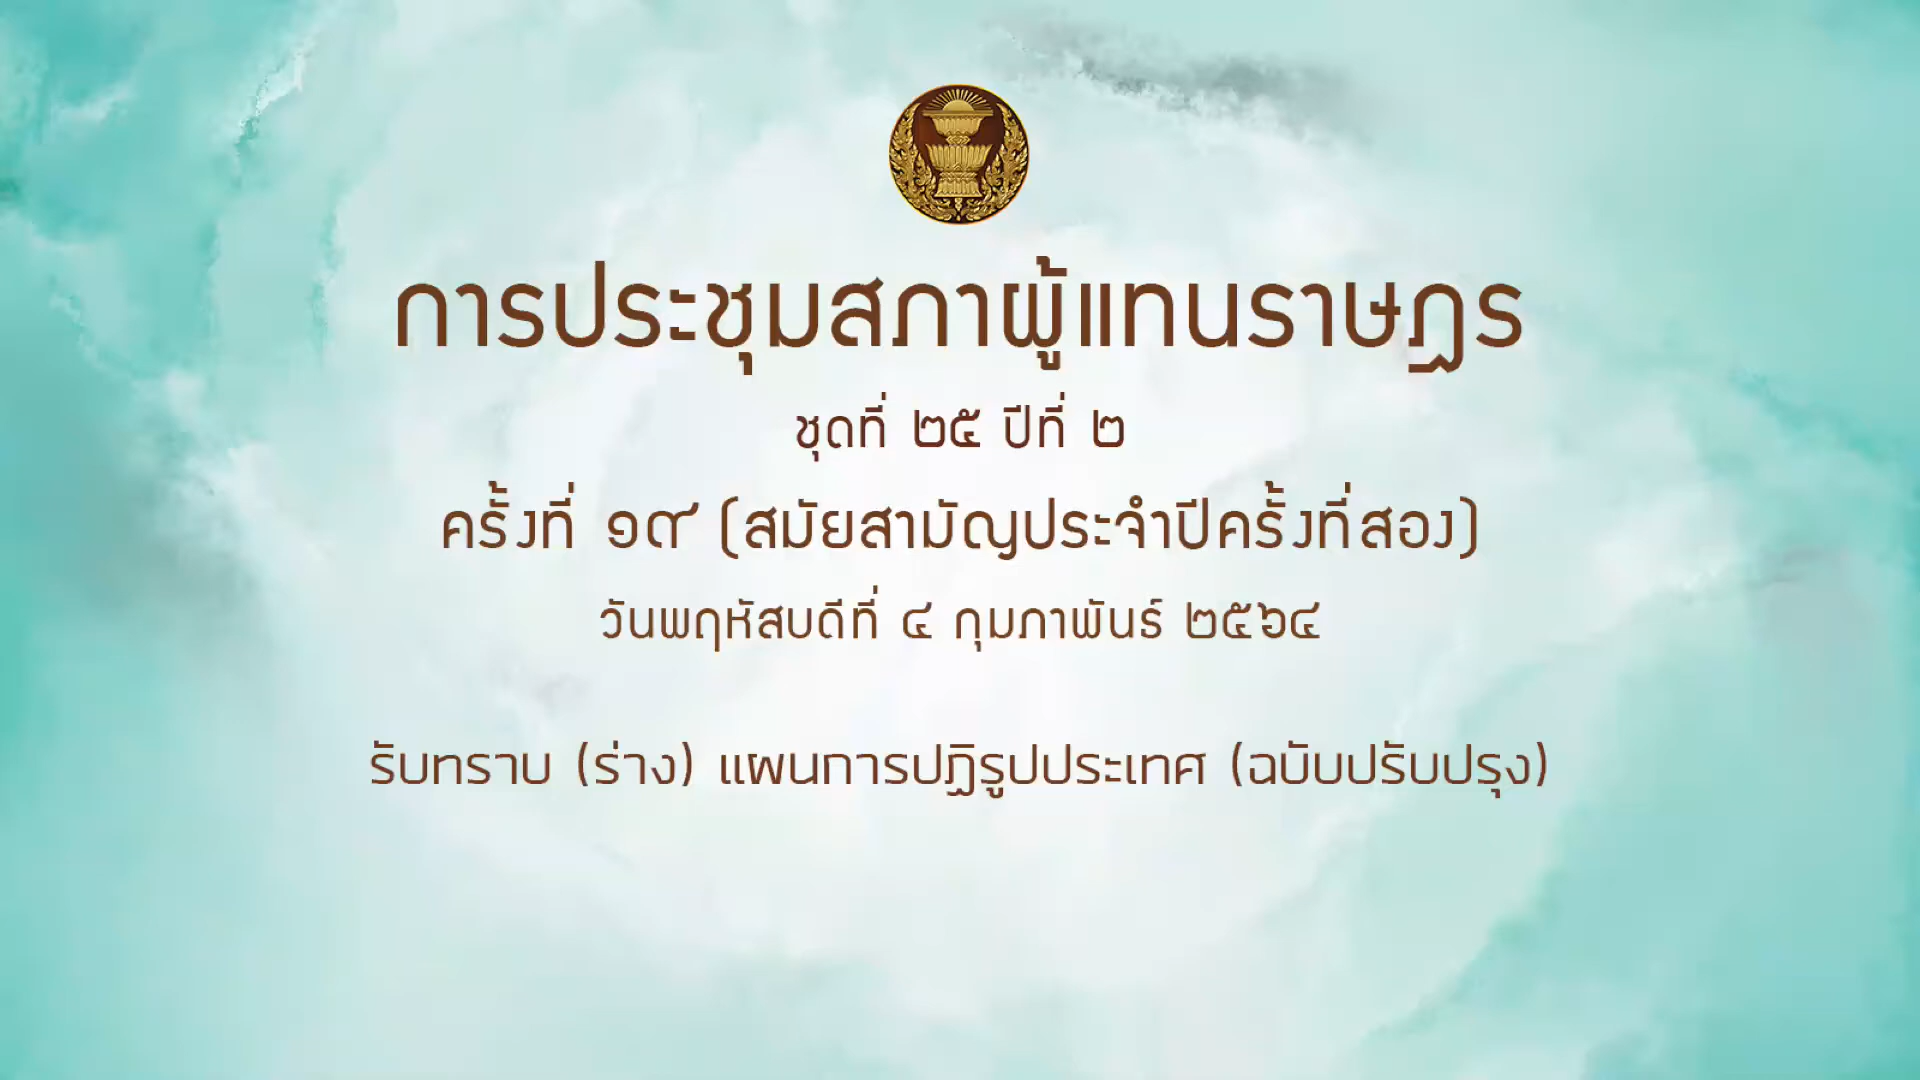 การประชุมสภาผู้แทนราษฎร
ชุดที่ ๒๕ ปีที่ ๒
ครั้งที่ ๑๙ (สมัยสามัญประจำปีครั้งที่สอง)
วันพฤหัสบดีที่ ๔ กุมภาพันธ์ ๒๕๖๔
รับทราบ (ร่าง) แผนการปฏิรูปประเทศ (ฉบับปรับปรุง)